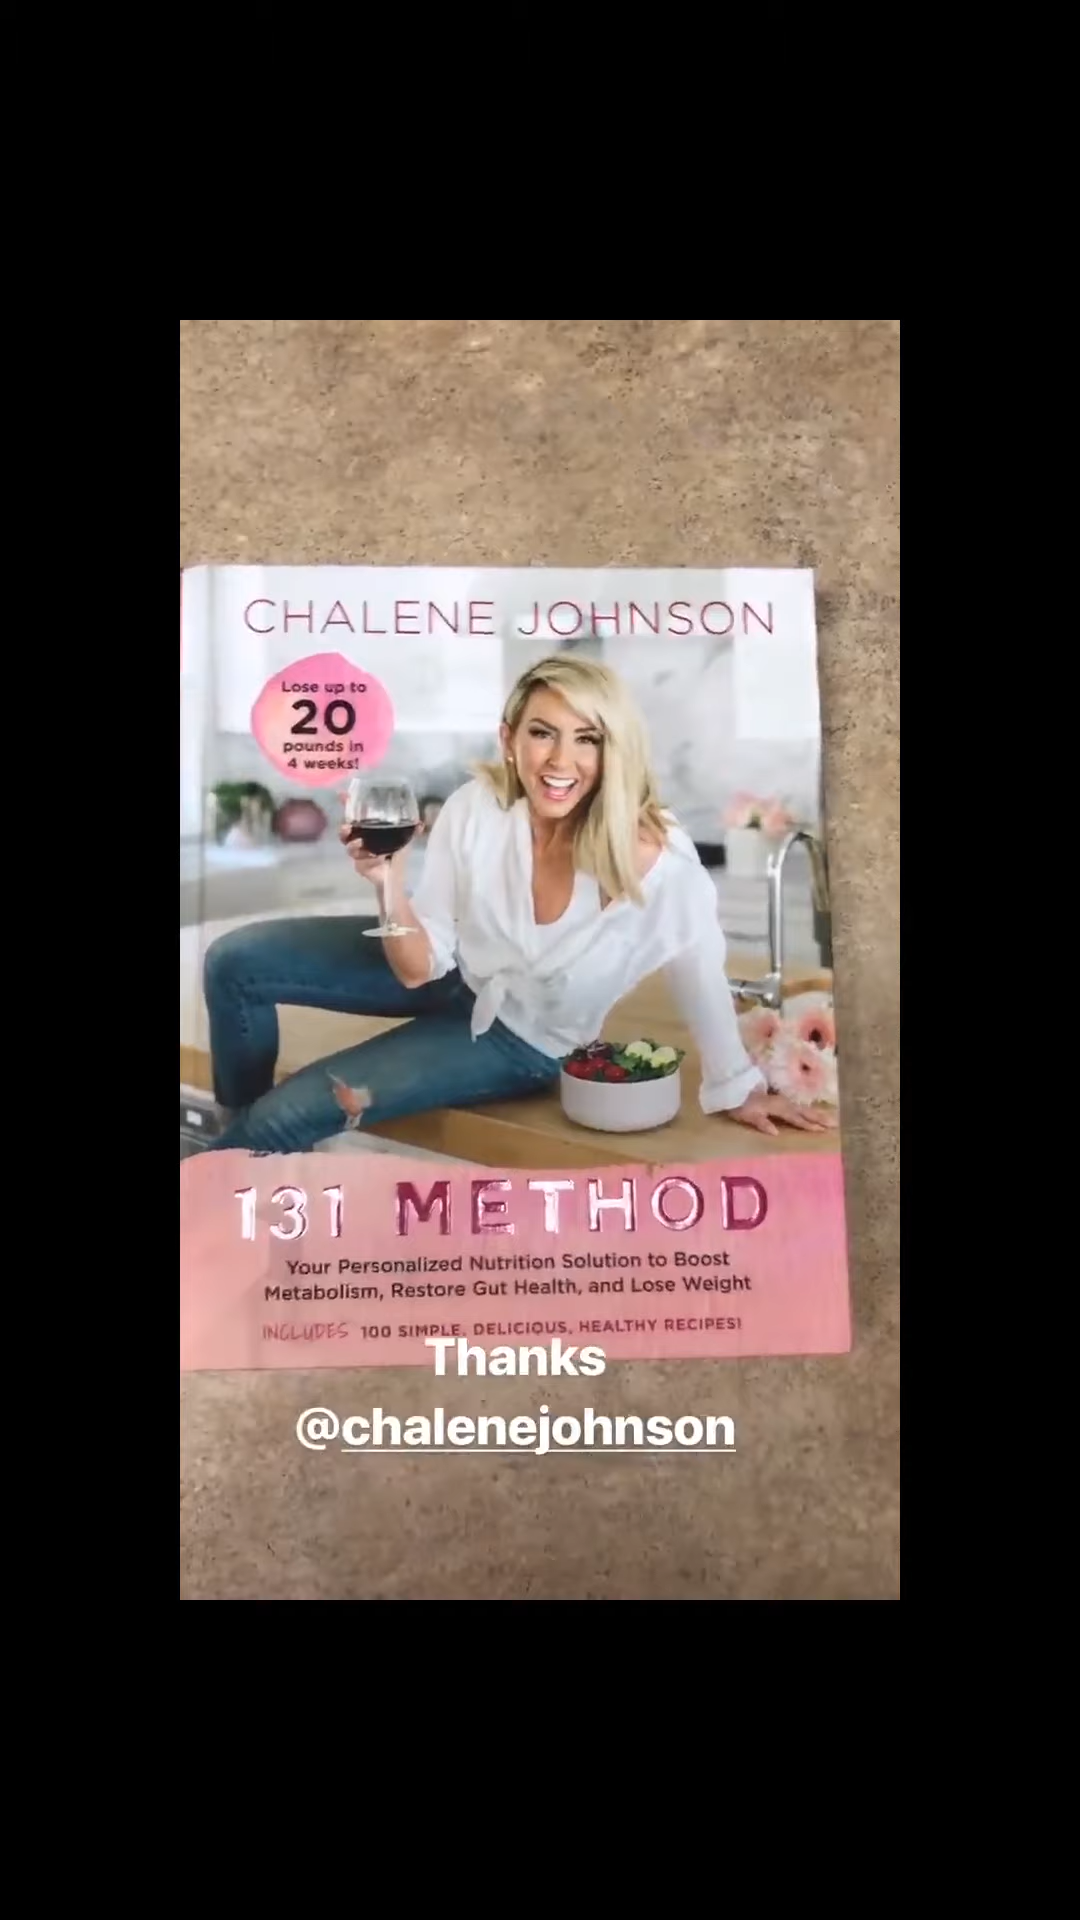 CHALENE JOHNSON
Lose up to
20
pounds in
4 weeks!
131 METHOD
Your Personalized Nutrition Solution to Boost
Metabolism, Restore Gut Health, and Lose Weight
INCLUDES 100 SIMPLE, DELICIOUS, HEALTHY RECIPES!
Thanks
@chalenejohnson